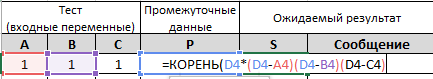 Тест Промежуточные Ожидаемый результат
(входные переменные) данные
A B C P S Сообщение
1 1 1 =КОРЕНЬ(D4*(D4-A4)(D4-B4)(D4-C4)